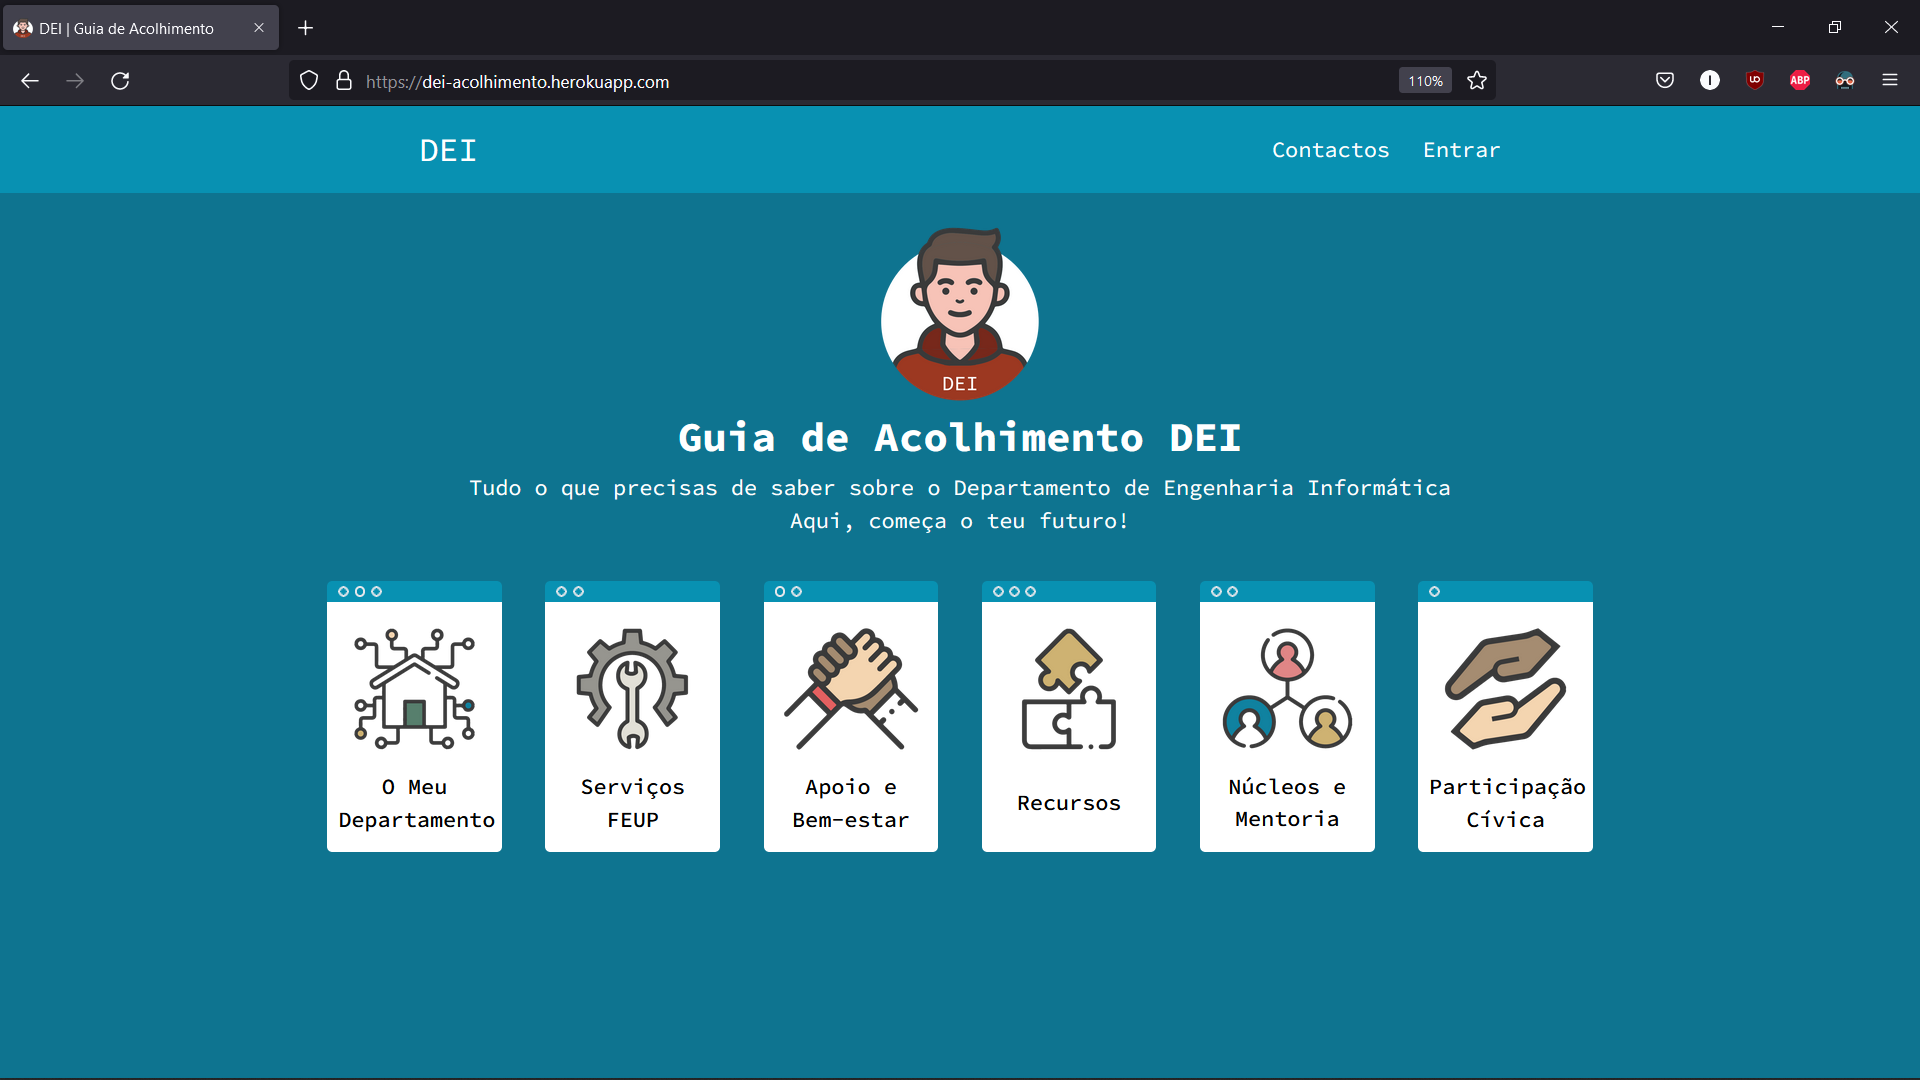 DEI | Guia de Acolhimento
https://dei-acolhimento.herokuapp.com
110%
ABP
DEI
Contactos
Entrar
DEI
Guia de Acolhimento DEI
Tudo o que precisas de saber sobre o Departamento de Engenharia Informática
Aqui, começa o teu futuro!
O Meu
Departamento
Serviços
FEUP
Apoio e
Bem-estar
Recursos
Núcleos e
Mentoria
Participação
Cívica